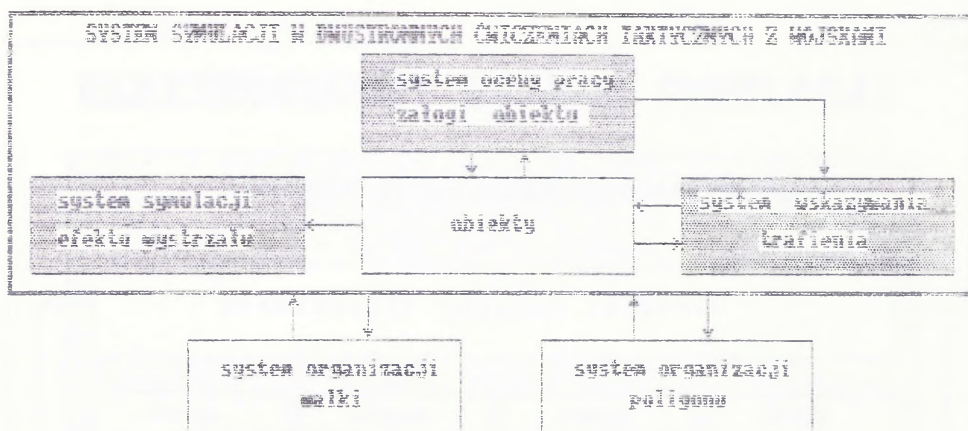 SYSTEM SYMULACJI W DWUSTRONNYCH ĆWICZENIACH TAKTYCZNYCH Z WOJSKAMI
system oceny pracy
załogi obiektu
system symulacji
efektu wystrzału
obiekty
system wskazywania
trafienia
system organizacji
walki
system organizacji
poligonu